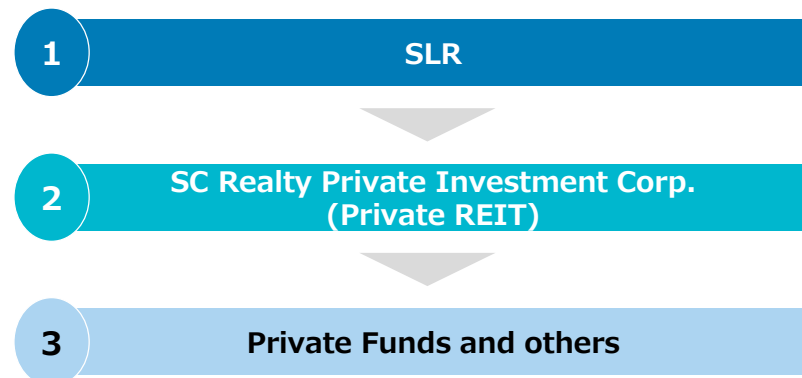 1
SLR
2
SC Realty Private Investment Corp.
(Private REIT)
3
Private Funds and others